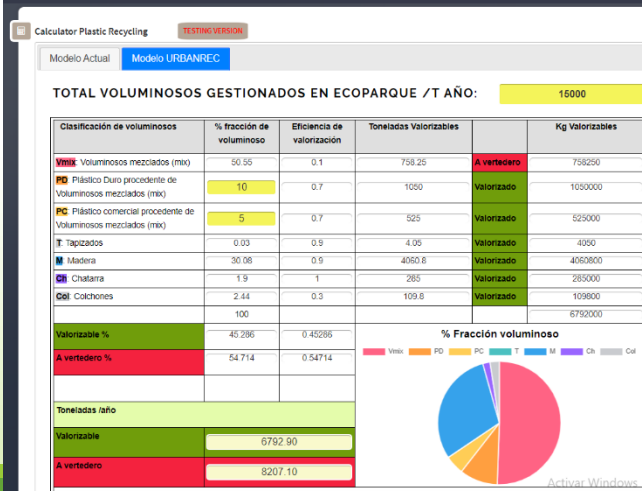 Calculator Plastic Recycling TESTING VERSION
Modelo Actual Modelo URBANREC
TOTAL VOLUMINOSOS GESTIONADOS EN ECOPARQUE /T AÑO: 15000
Clasificación de voluminosos % fracción de voluminoso Eficiencia de valorización Toneladas Valorizables Kg Valorizables
Vmix: Voluminosos mezclados (mix) 50.55 0.1 758.25 A vertedero 758250
PD: Plástico Duro procedente de Voluminosos mezclados (mix) 10 0.7 1050 Valorizado 1050000
PC: Plástico comercial procedente de Voluminosos mezclados (mix) 5 0.7 525 Valorizado 525000
T: Tapizados 0.03 0.9 4.05 Valorizado 4050
M: Madera 30.08 0.9 4060.8 Valorizado 4060800
Ch: Chatarra 1.9 1 285 Valorizado 285000
Col: Colchones 2.44 0.3 109.8 Valorizado 109800
100 6792000
Valorizable % 45.286 0.45286
A vertedero % 54.714 0.54714
% Fracción voluminoso
Vmix PD PC T M Ch Col
Toneladas /año
Valorizable 6792.90
A vertedero 8207.10
Activar Windows